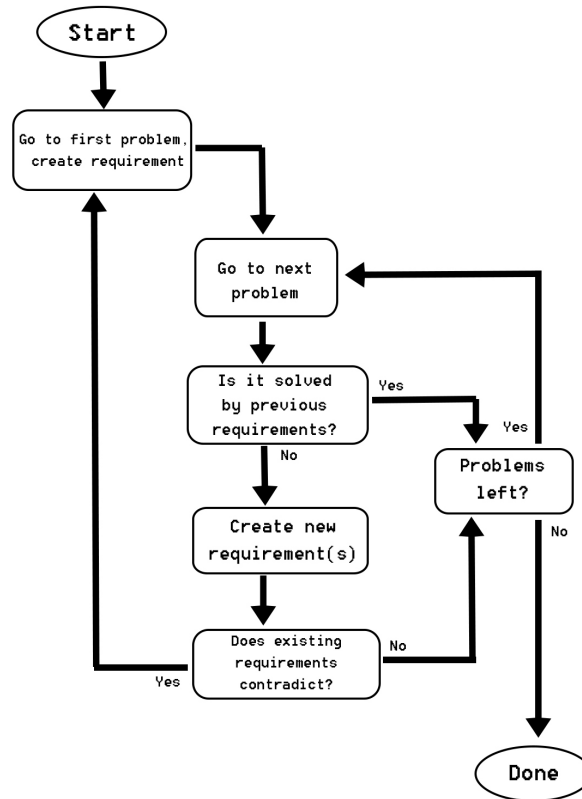 Start
Go to first problem,
create requirement
Go to next
problem
Is it solved
by previous
requirements?
Yes
Yes
No
Problems
left?
Create new
requirement(s)
No
Does existing
requirements
contradict?
No
Yes
Done